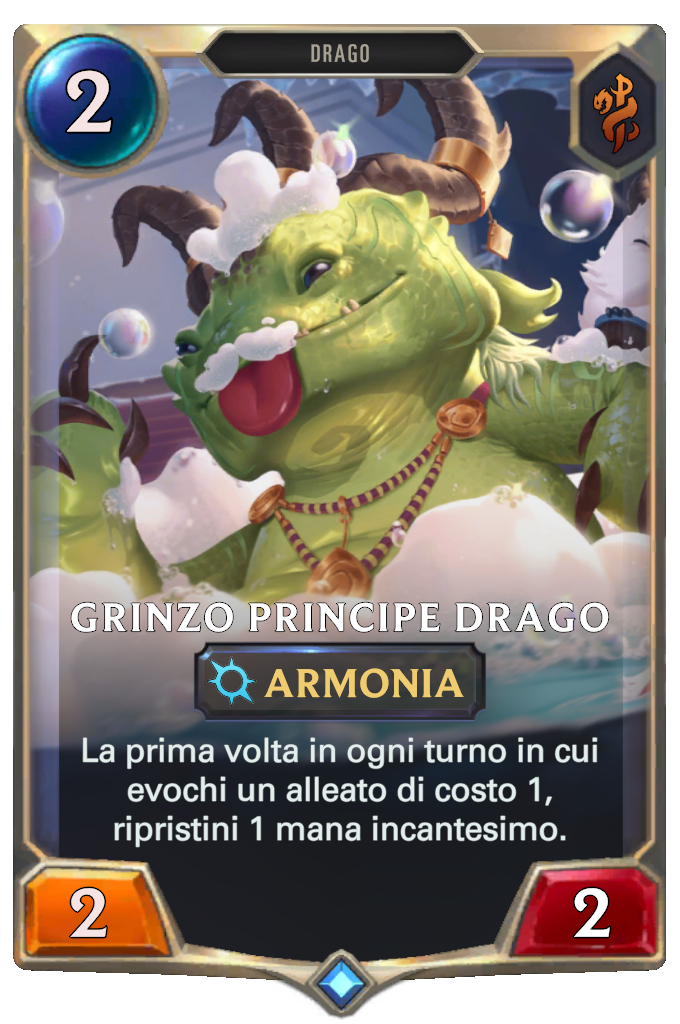 DRAGO
2
GRINZO PRINCIPE DRAGO
ARMONIA
La prima volta in ogni turno in cui
evochi un alleato di costo 1,
ripristini 1 mana incantesimo.
2
2